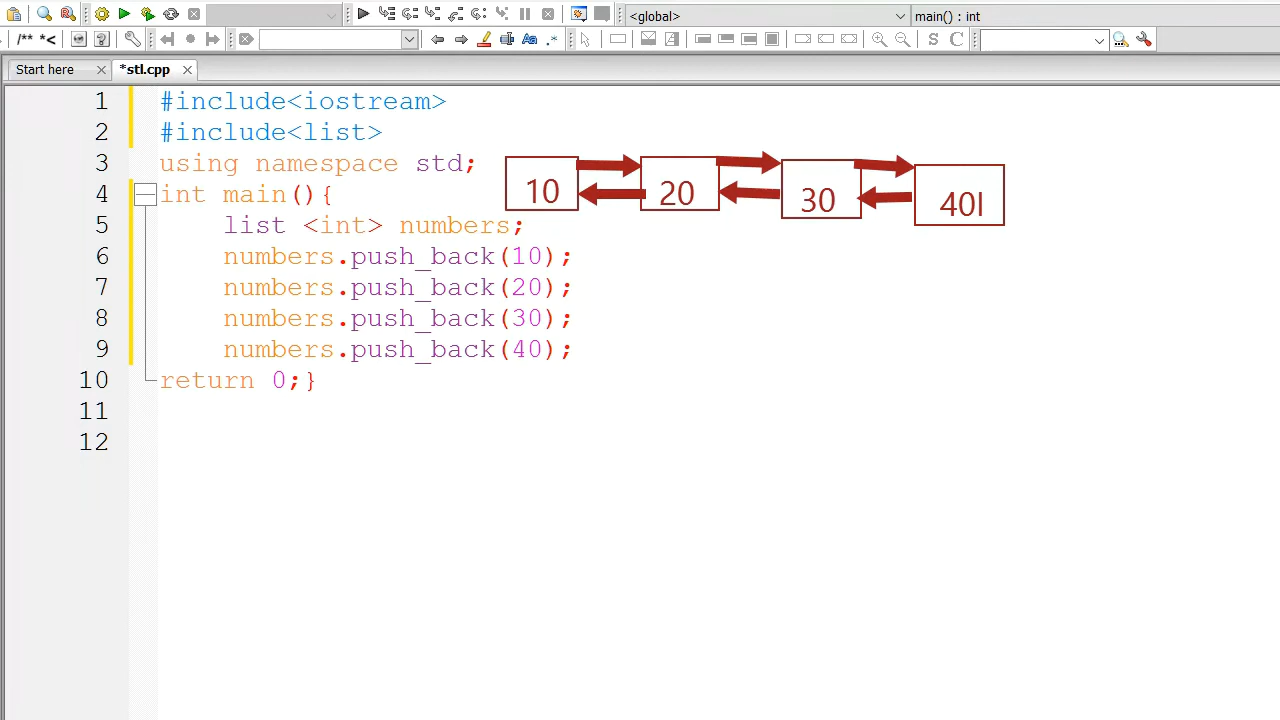 <global>
main() : int
/** *<
Start here
*stl.cpp
1 #include<iostream>
2 #include<list>
3 using namespace std;
4 int main(){
5 list <int> numbers;
6 numbers.push_back(10);
7 numbers.push_back(20);
8 numbers.push_back(30);
9 numbers.push_back(40);
10 return 0;}
11
12
10 20 30 40l